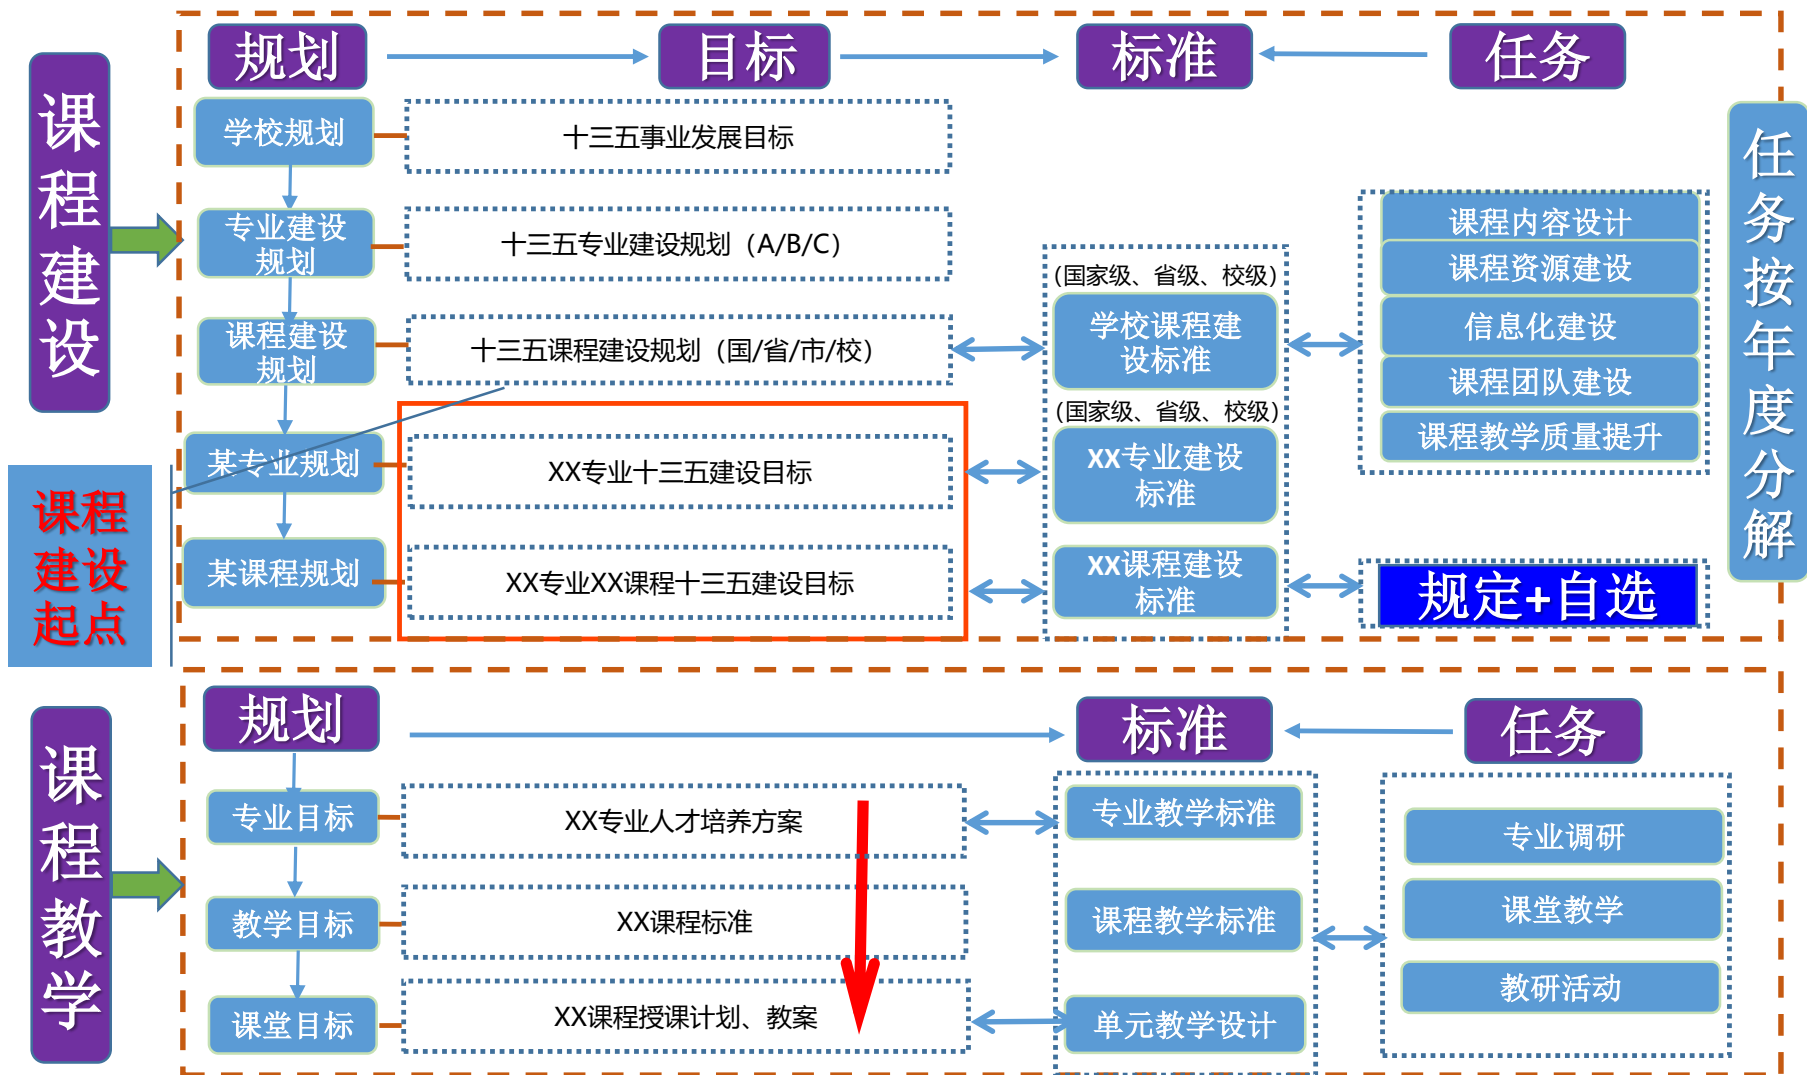 课程建设
规划
目标
标准
任务
学校规划
十三五事业发展目标
专业建设
规划
十三五专业建设规划（A/B/C）
课程建设
规划
十三五课程建设规划（国/省/市/校）
某专业规划
XX专业十三五建设目标
某课程规划
XX专业XX课程十三五建设目标
（国家级、省级、校级）
学校课程建
设标准
（国家级、省级、校级）
XX专业建设
标准
XX课程建设
标准
课程内容设计
课程资源建设
信息化建设
课程团队建设
课程教学质量提升
规定+自选
任务按年度分解
课程
建设
起点
课程教学
规划
标准
任务
专业目标
XX专业人才培养方案
教学目标
XX课程标准
课堂目标
XX课程授课计划、教案
专业教学标准
课程教学标准
单元教学设计
专业调研
课堂教学
教研活动